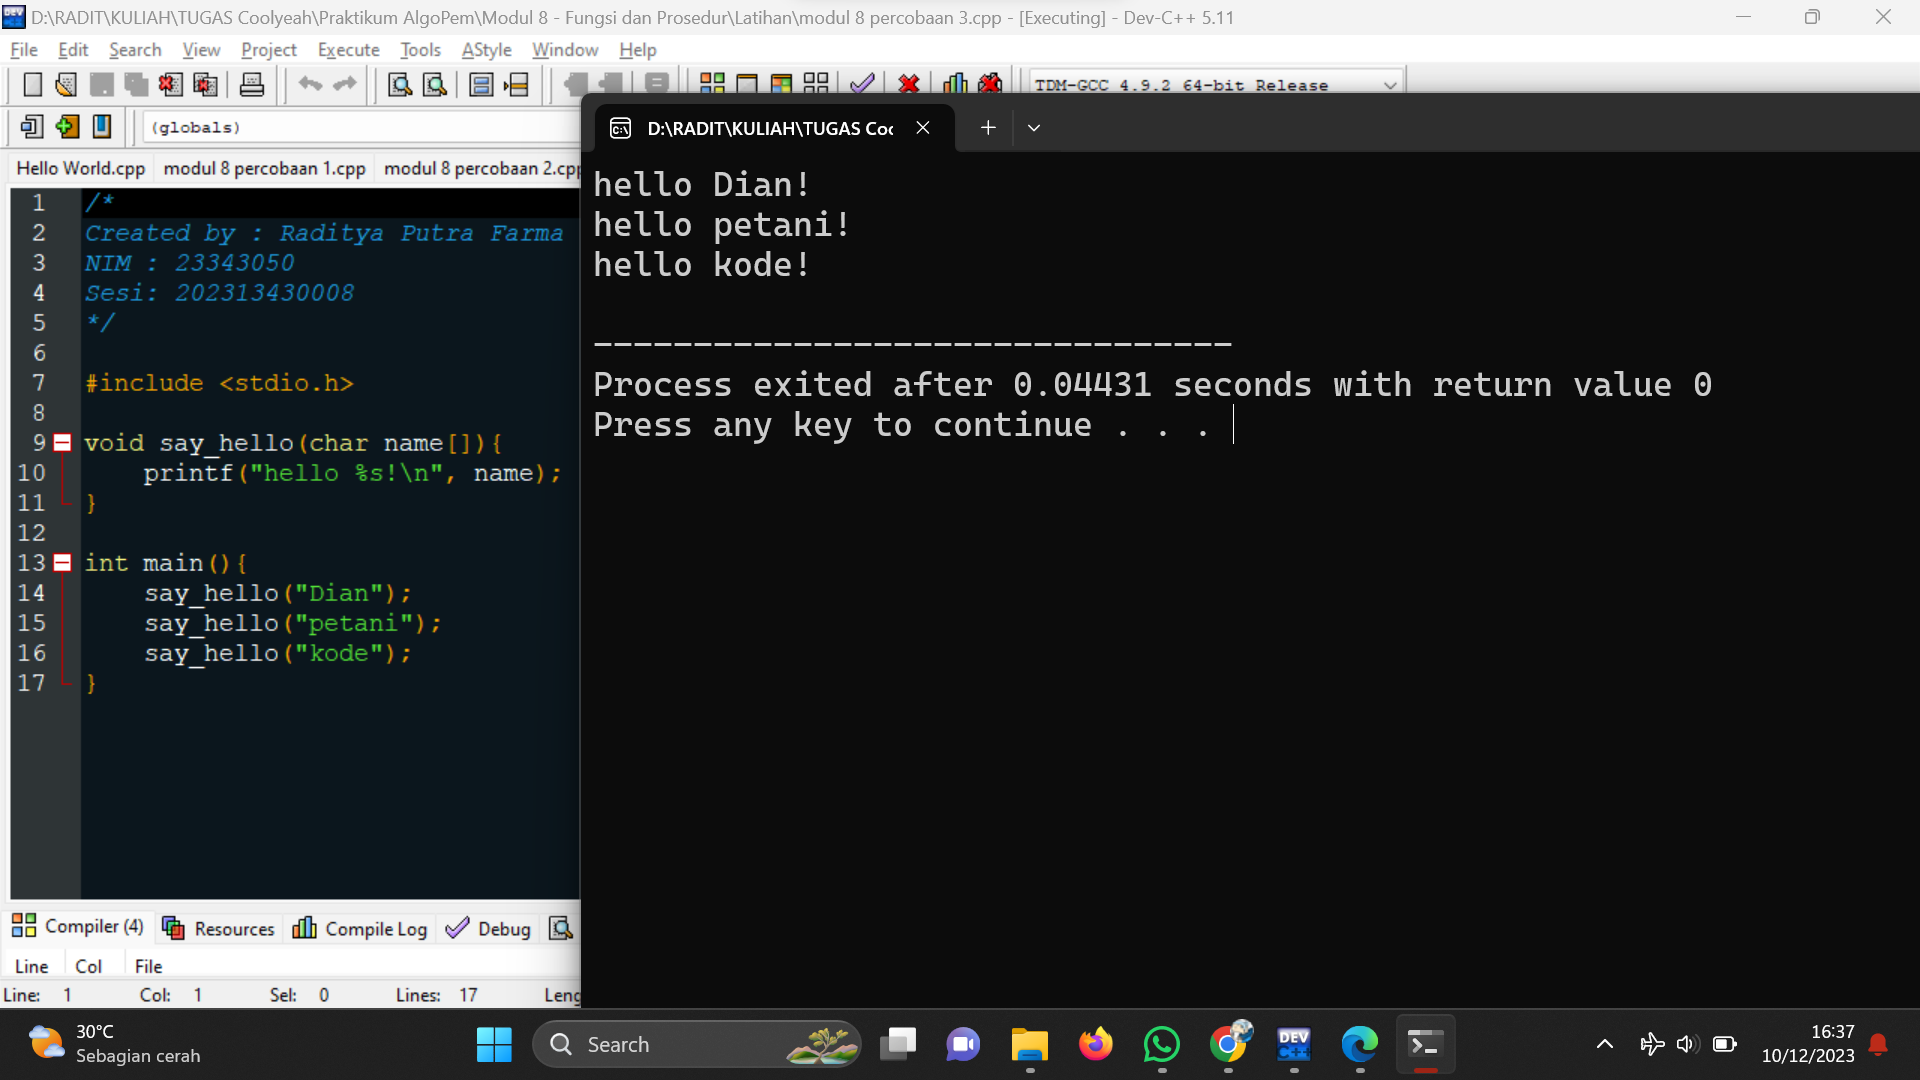 D:\RADIT\KULIAH\TUGAS Coolyeah\Praktikum AlgoPem\Modul 8 - Fungsi dan Prosedur\Latihan\modul 8 percobaan 3.cpp - [Executing] - Dev-C++ 5.11
File Edit Search View Project Execute Tools AStyle Window Help
TDM-GCC 4.9.2 64-bit Release
(globals)
D:\RADIT\KULIAH\TUGAS Coo
Hello World.cpp modul 8 percobaan 1.cpp modul 8 percobaan 2.cpp
1 /*
2 Created by : Raditya Putra Farma
3 NIM : 23343050
4 Sesi: 202313430008
5 */
6
7 #include <stdio.h>
8
9 void say_hello(char name[]){
10 printf("hello %s!\n", name);
11 }
12
13 int main(){
14 say_hello("Dian");
15 say_hello("petani");
16 say_hello("kode");
17 }
hello Dian!
hello petani!
hello kode!
--------------------------------
Process exited after 0.04431 seconds with return value 0
Press any key to continue . . .
Compiler (4) Resources Compile Log Debug
Line Col File
Line: 1 Col: 1 Sel: 0 Lines: 17 Leng
30°C
Sebagian cerah
Search
DEV
C++
16:37
10/12/2023